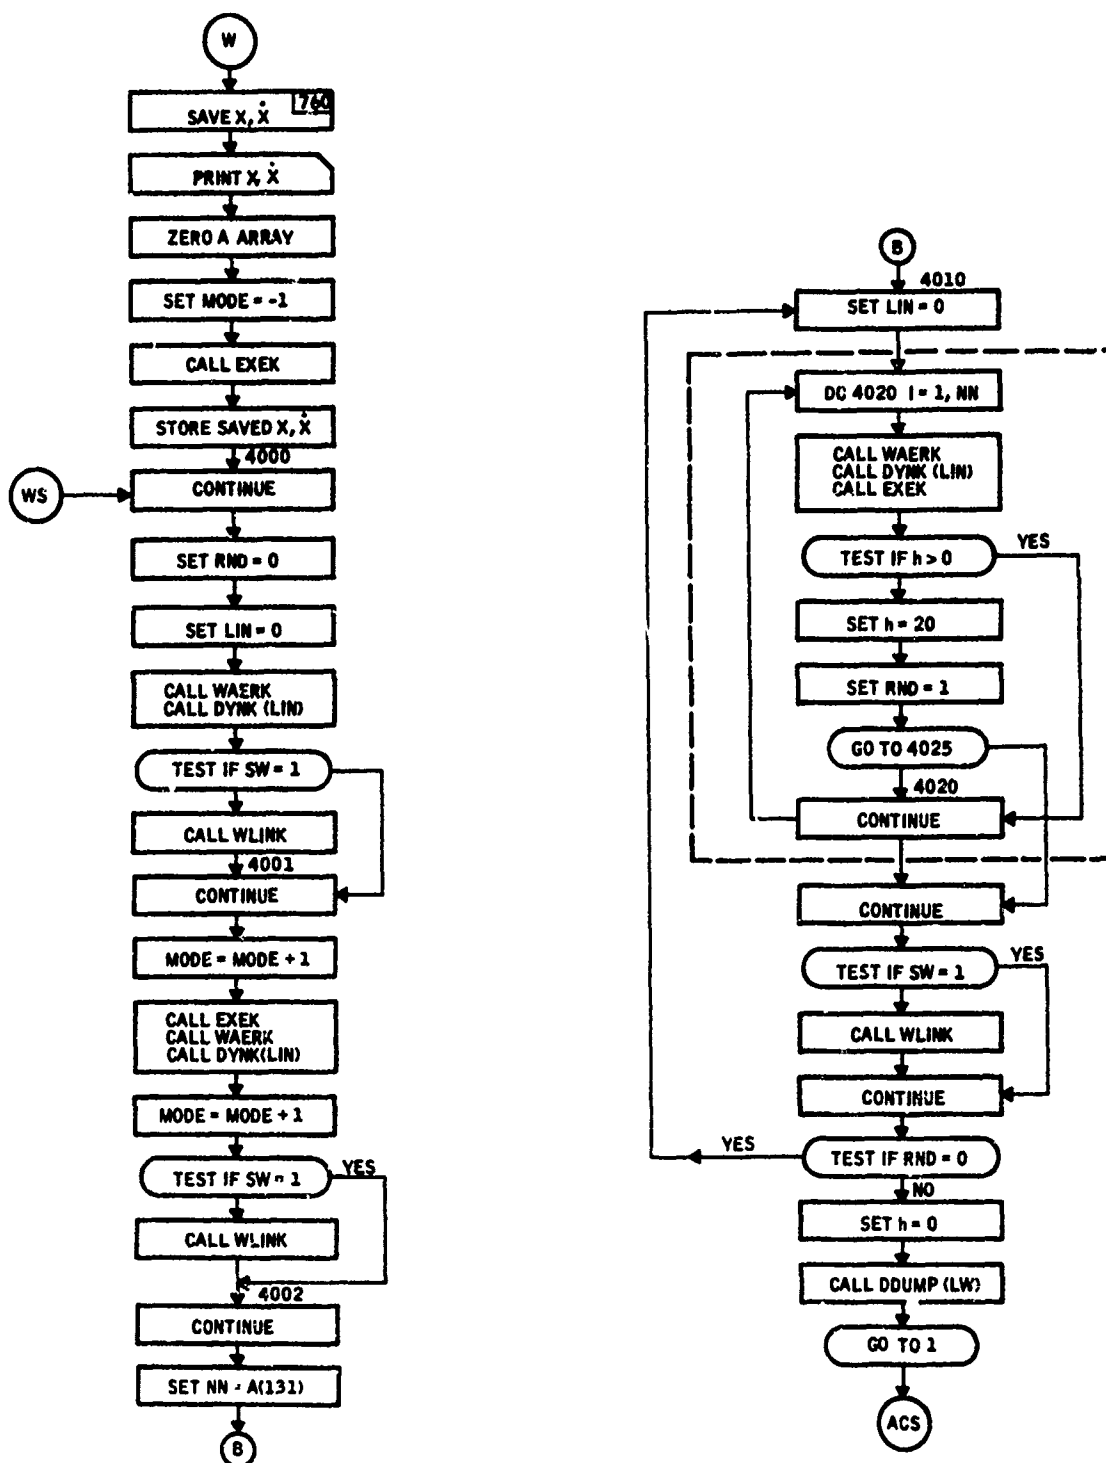 W
760
SAVE X, Ẋ
PRINT X, Ẋ
ZERO A ARRAY
SET MODE = -1
CALL EXEK
STORE SAVED X, Ẋ
4000
WS
CONTINUE
SET RND = 0
SET LIN = 0
CALL WAERK
CALL DYNK (LIN)
TEST IF SW = 1
CALL WLINK
4001
CONTINUE
MODE = MODE + 1
CALL EXEK
CALL WAERK
CALL DYNK(LIN)
MODE = MODE + 1
TEST IF SW = 1
YES
CALL WLINK
4002
CONTINUE
SET NN = A(131)
B
B
4010
SET LIN = 0
DC 4020 I = 1, NN
CALL WAERK
CALL DYNK (LIN)
CALL EXEK
TEST IF h > 0
YES
SET h = 20
SET RND = 1
GO TO 4025
4020
CONTINUE
CONTINUE
TEST IF SW = 1
YES
CALL WLINK
CONTINUE
YES
TEST IF RND = 0
NO
SET h = 0
CALL DDUMP (LW)
GO TO 1
ACS